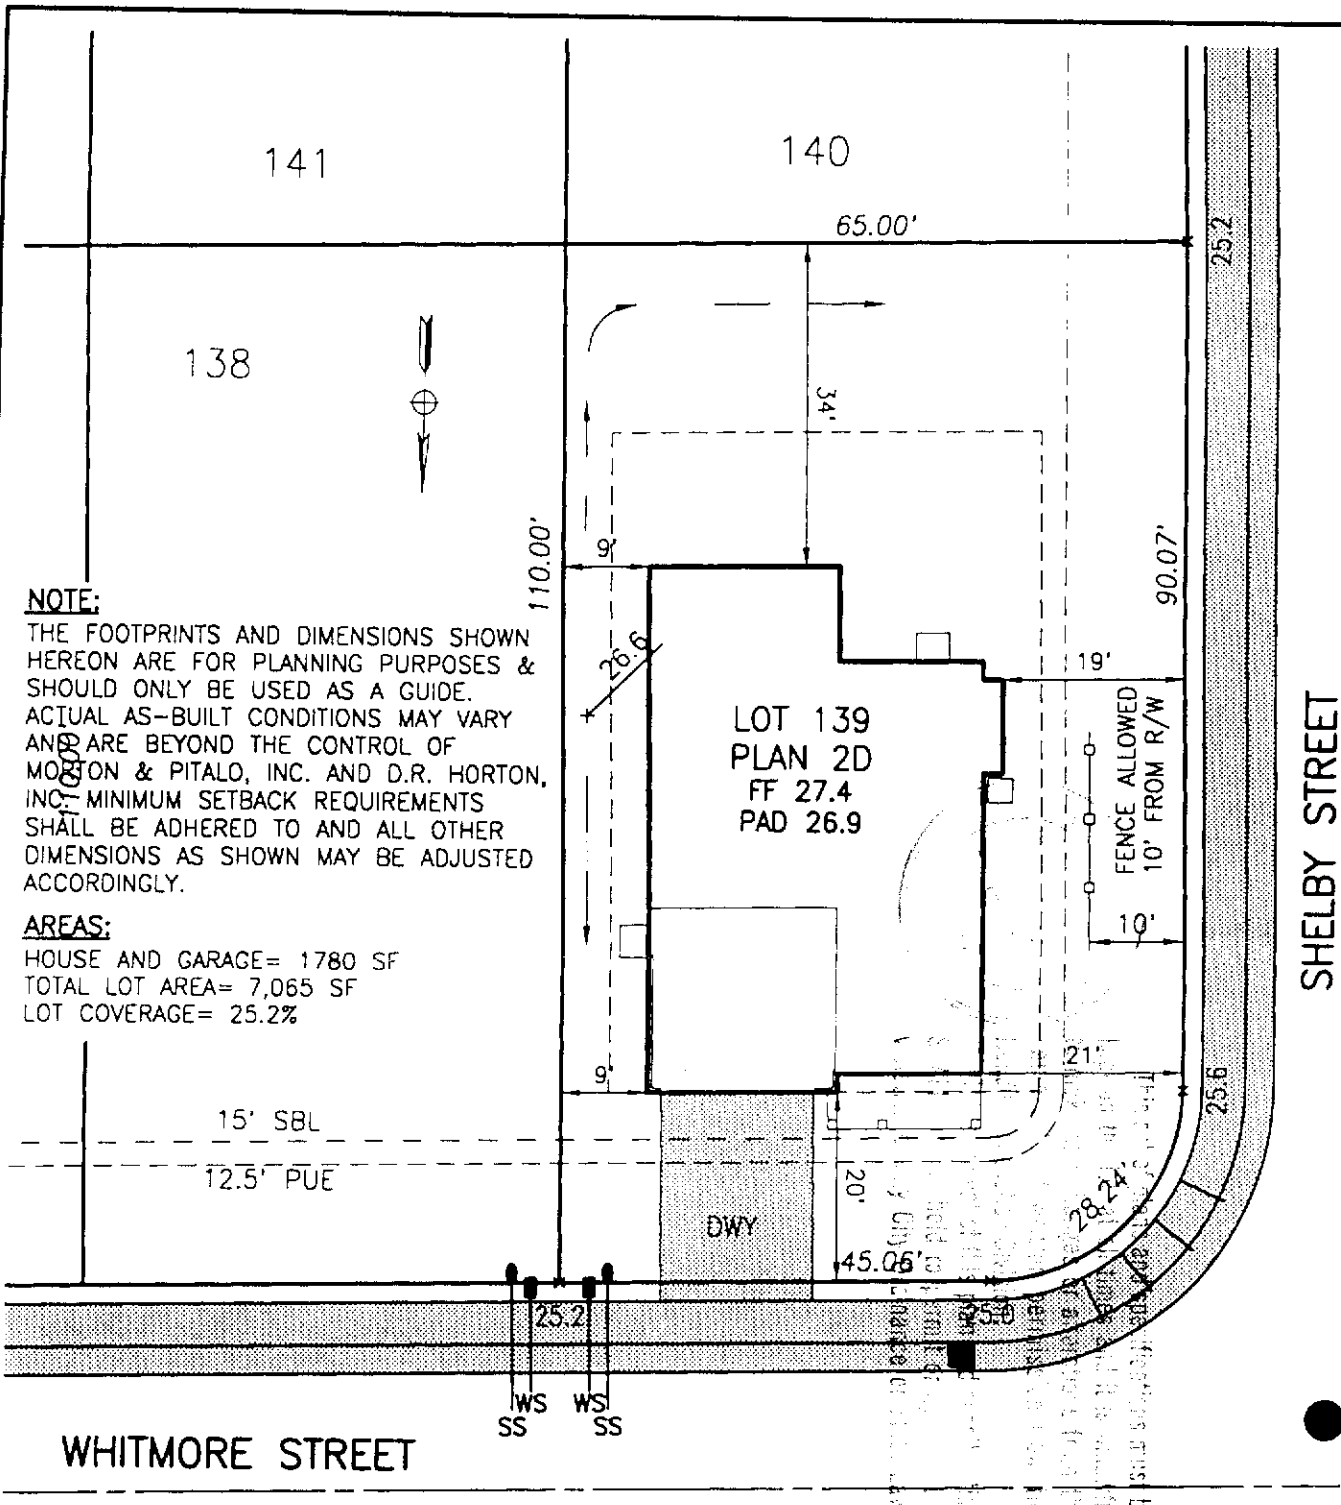 141
140
65.00'
25.2
138
34'
110.00'
9'
90.07'
NOTE:
THE FOOTPRINTS AND DIMENSIONS SHOWN
HEREON ARE FOR PLANNING PURPOSES &
SHOULD ONLY BE USED AS A GUIDE.
ACTUAL AS-BUILT CONDITIONS MAY VARY
AND ARE BEYOND THE CONTROL OF
MORTON & PITALO, INC. AND D.R. HORTON,
INC. MINIMUM SETBACK REQUIREMENTS
SHALL BE ADHERED TO AND ALL OTHER
DIMENSIONS AS SHOWN MAY BE ADJUSTED
ACCORDINGLY.
110.00
26.6
19'
LOT 139
PLAN 2D
FF 27.4
PAD 26.9
FENCE ALLOWED
10' FROM R/W
SHELBY STREET
10'
AREAS:
HOUSE AND GARAGE= 1780 SF
TOTAL LOT AREA= 7,065 SF
LOT COVERAGE= 25.2%
9'
21'
25.6
15' SBL
12.5' PUE
20'
28.24'
DWY
45.06'
25.2
WS WS
SS SS
WHITMORE STREET